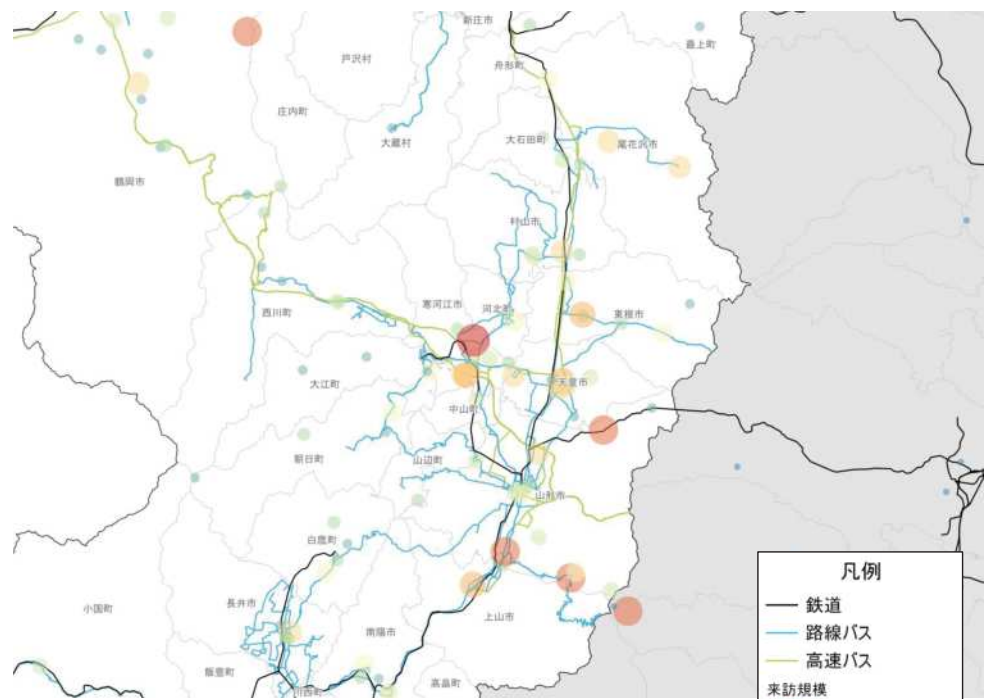 新庄市
最上町
戸沢村
舟形町
庄内町
大蔵村
大石田町
尾花沢市
鶴岡市
村山市
寒河江市
河北町
東根市
西川町
大江町
天童市
中山町
朝日町
山辺町
山形市
白鷹町
小国町
長井市
南陽市
上山市
飯豊町
川西町
高畠町
凡例
鉄道
路線バス
高速バス
来訪規模